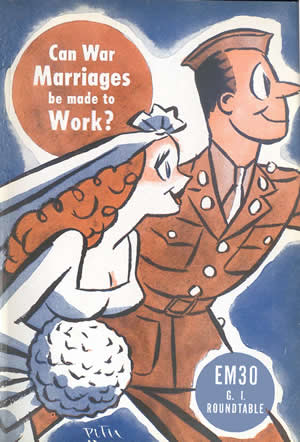 Can War
Marriages
be made to
Work?
EM30
G. I.
ROUNDTABLE